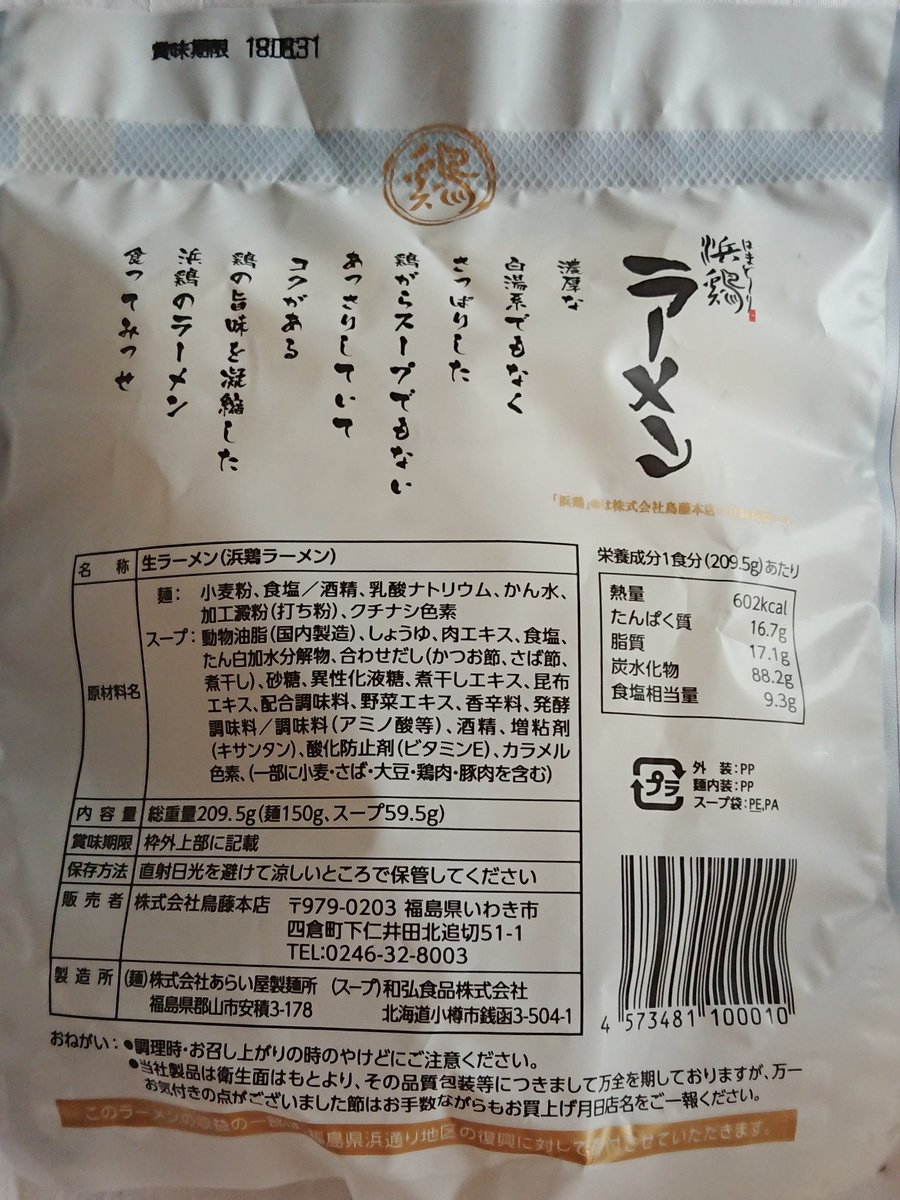 賞味期限 18.08.31
鶏
はまど〜り
浜鶏
ラーメン
濃厚な
白湯系でもなく
さっぱりした
鶏がらスープでもない
あっさりしていて
コクがある
鶏の旨味を凝縮した
浜鶏のラーメン
食ってみっせ
「浜鶏」®は株式会社鳥藤本店
名称 生ラーメン(浜鶏ラーメン)
原材料名
麺: 小麦粉、食塩/酒精、乳酸ナトリウム、かん水、
加工澱粉(打ち粉)、クチナシ色素
スープ: 動物油脂(国内製造)、しょうゆ、肉エキス、食塩、
たん白加水分解物、合わせだし(かつお節、さば節、
煮干し)、砂糖、異性化液糖、煮干しエキス、昆布
エキス、配合調味料、野菜エキス、香辛料、発酵
調味料/調味料(アミノ酸等)、酒精、増粘剤
(キサンタン)、酸化防止剤(ビタミンE)、カラメル
色素、(一部に小麦・さば・大豆・鶏肉・豚肉を含む)
内容量 総重量209.5g(麺150g、スープ59.5g)
賞味期限 枠外上部に記載
保存方法 直射日光を避けて涼しいところで保管してください
販売者 株式会社鳥藤本店 〒979-0203 福島県いわき市
四倉町下仁井田北追切51-1
TEL:0246-32-8003
製造所 (麺)株式会社あらい屋製麺所 (スープ)和弘食品株式会社
福島県郡山市安積3-178 北海道小樽市銭函3-504-1
栄養成分1食分(209.5g)あたり
熱量 602kcal
たんぱく質 16.7g
脂質 17.1g
炭水化物 88.2g
食塩相当量 9.3g
プラ
外装:PP
麺内装:PP
スープ袋:PE,PA
4 573481 100010
おねがい:●調理時・お召し上がりの時のやけどにご注意ください。
●当社製品は衛生面はもとより、その品質包装等につきまして万全を期しておりますが、万一
お気付きの点がございました節はお手数ながらもお買上げ月日店名をご一報ください。
このラーメンの収益の一部は、福島県浜通り地区の復興に対して寄付させていただきます。